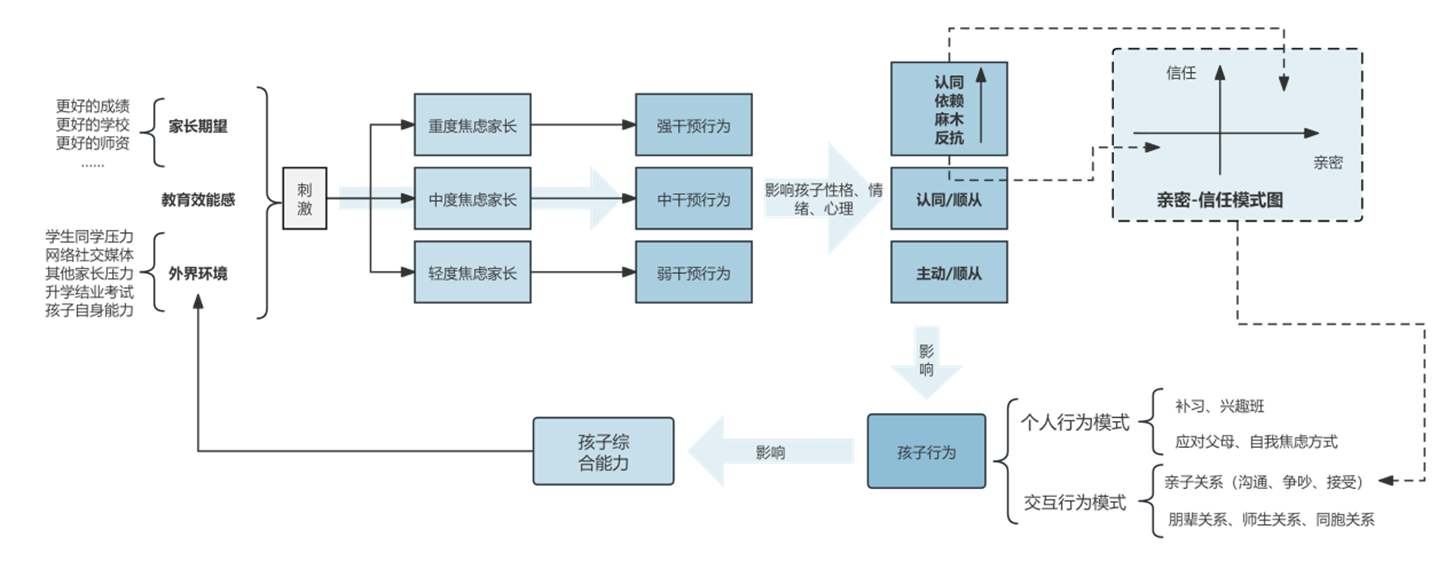 更好的成绩
更好的学校
更好的师资
......
家长期望
教育效能感
学生同学压力
网络社交媒体
其他家长压力
升学结业考试
孩子自身能力
外界环境
刺
激
重度焦虑家长
中度焦虑家长
轻度焦虑家长
强干预行为
中干预行为
弱干预行为
影响孩子性格、情
绪、心理
认同
依赖
麻木
反抗
认同/顺从
主动/顺从
信任
亲密
亲密-信任模式图
影
响
孩子行为
影响
孩子综
合能力
个人行为模式
补习、兴趣班
应对父母、自我焦虑方式
交互行为模式
亲子关系（沟通、争吵、接受）
朋辈关系、师生关系、同胞关系